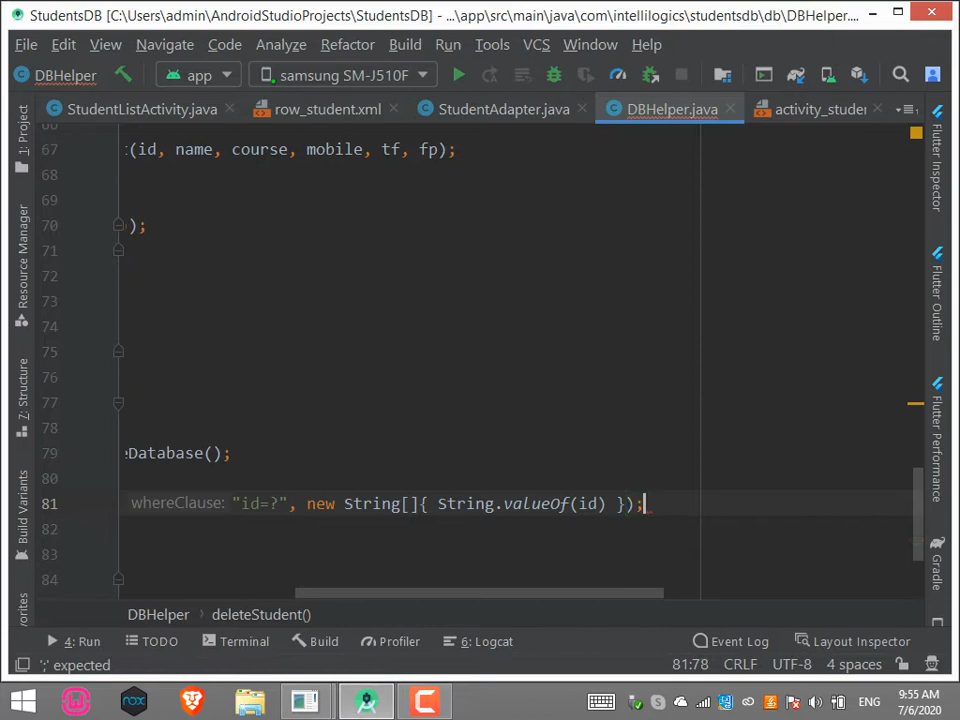 StudentsDB [C:\Users\admin\AndroidStudioProjects\StudentsDB] - ...\app\src\main\java\com\intellilogics\studentsdb\db\DBHelper....
File Edit View Navigate Code Analyze Refactor Build Run Tools VCS Window Help
DBHelper app samsung SM-J510F
StudentListActivity.java row_student.xml StudentAdapter.java DBHelper.java activity_studer
66
67 :(id, name, course, mobile, tf, fp);
68
69
70 );
71
72
73
74
75
76
77
78
79 eDatabase();
80
81 whereClause: "id=?", new String[]{ String.valueOf(id) });
82
83
84
1: Project
Resource Manager
7: Structure
Build Variants
vorites
Flutter Inspector
Flutter Outline
Flutter Performance
Gradle
DBHelper deleteStudent()
4: Run TODO Terminal Build Profiler 6: Logcat Event Log Layout Inspector
';' expected 81:78 CRLF UTF-8 4 spaces
nox ENG 9:55 AM
7/6/2020